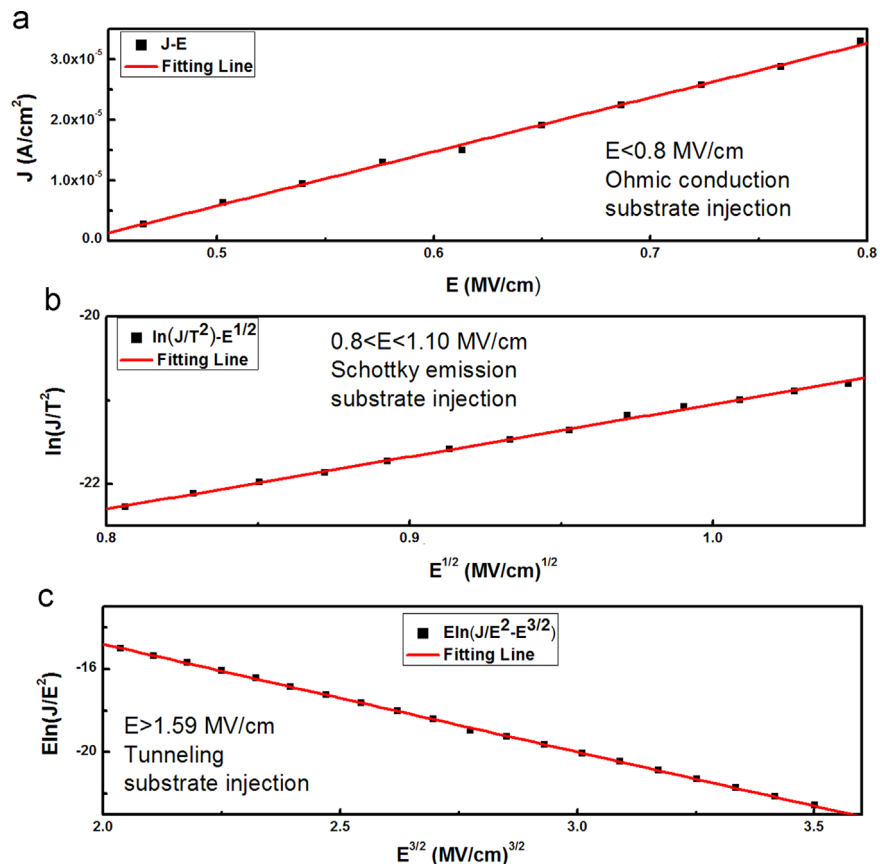 a
J-E
Fitting Line
3.0x10⁻⁵
2.0x10⁻⁵
1.0x10⁻⁵
0.0
J (A/cm²)
E<0.8 MV/cm
Ohmic conduction
substrate injection
0.5
0.6
0.7
0.8
E (MV/cm)
b
ln(J/T²)-E^1/2
Fitting Line
-20
-22
ln(J/T²)
0.8<E<1.10 MV/cm
Schottky emission
substrate injection
0.8
0.9
1.0
E^1/2 (MV/cm)^1/2
c
Eln(J/E²-E^3/2)
Fitting Line
-16
-20
Eln(J/E²)
E>1.59 MV/cm
Tunneling
substrate injection
2.0
2.5
3.0
3.5
E^3/2 (MV/cm)^3/2